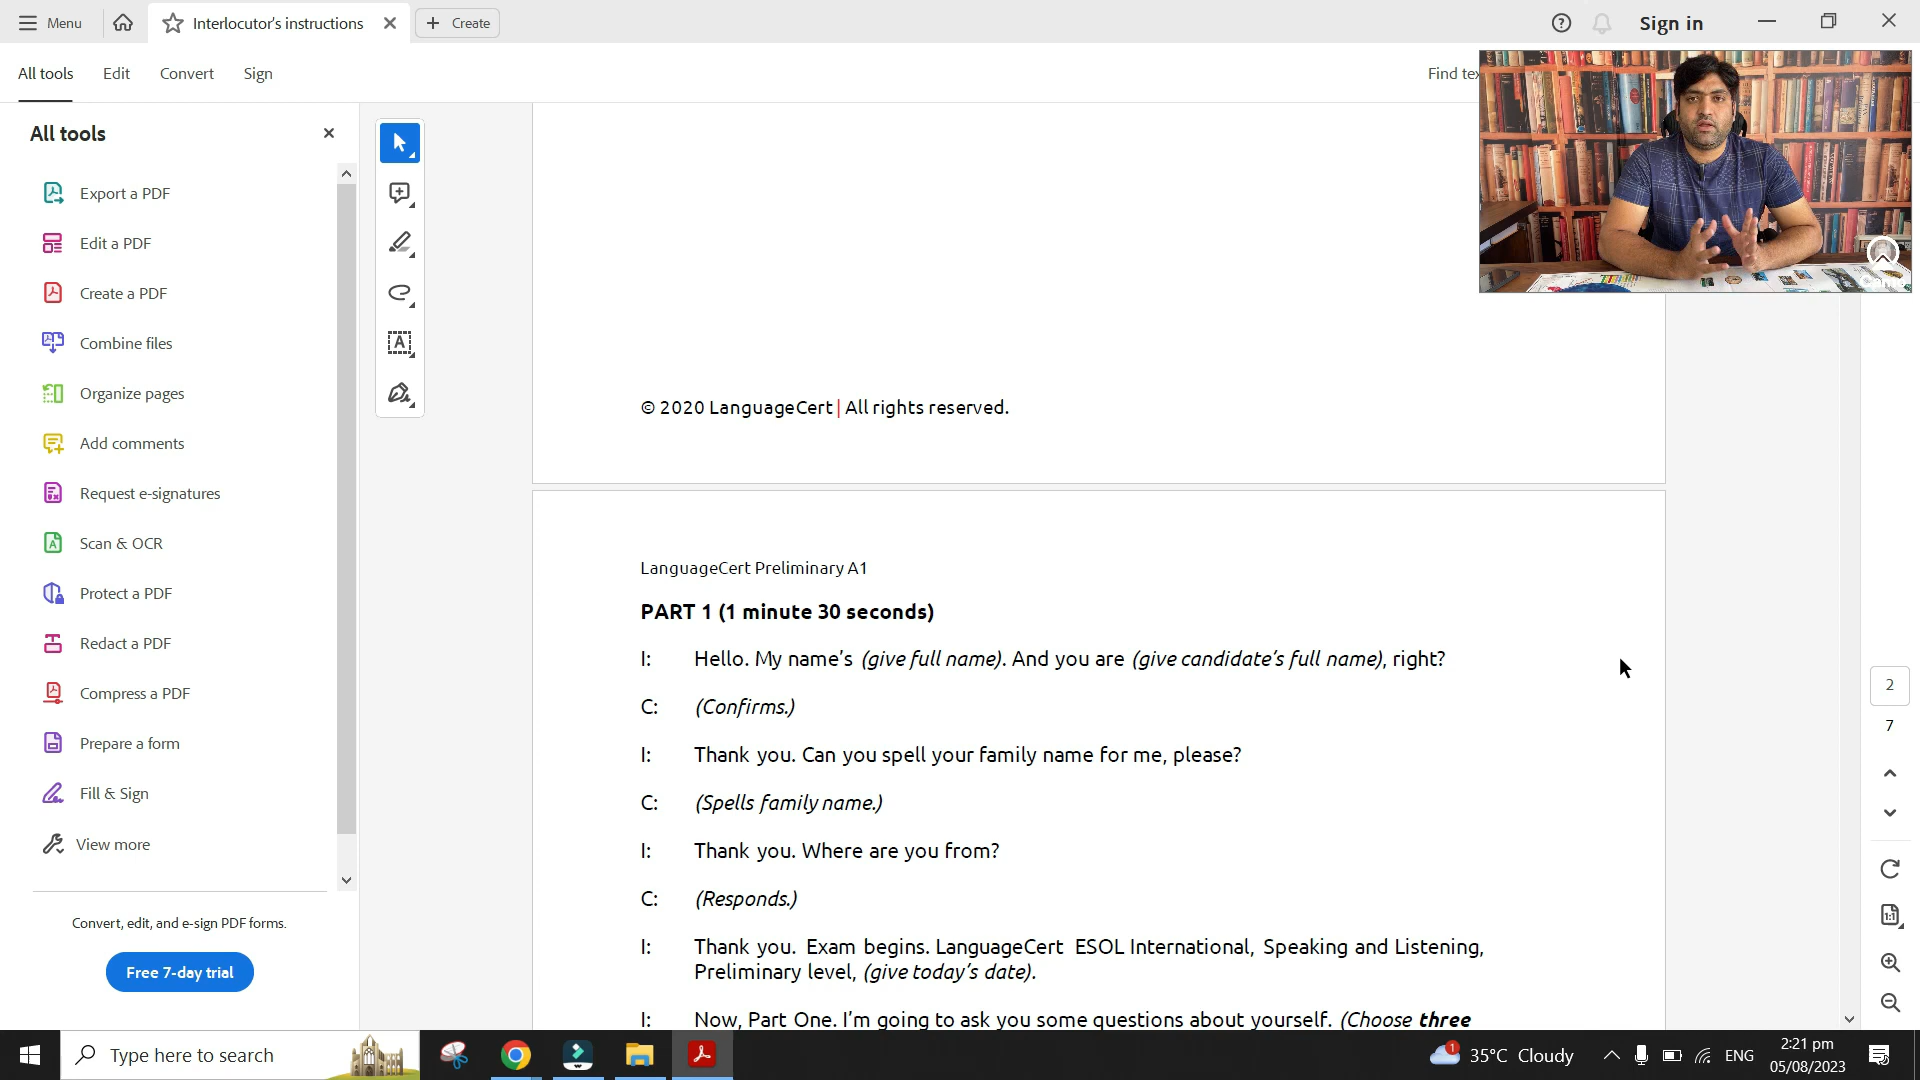 Menu
Interlocutor's instructions
Create
Sign in
All tools
Edit
Convert
Sign
Find
All tools
Export a PDF
Edit a PDF
Create a PDF
Combine files
Organize pages
Add comments
Request e-signatures
Scan & OCR
Protect a PDF
Redact a PDF
Compress a PDF
Prepare a form
Fill & Sign
View more
Convert, edit, and e-sign PDF forms.
Free 7-day trial
© 2020 LanguageCert | All rights reserved.
LanguageCert Preliminary A1
PART 1 (1 minute 30 seconds)
I: Hello. My name's (give full name). And you are (give candidate's full name), right?
C: (Confirms.)
I: Thank you. Can you spell your family name for me, please?
C: (Spells family name.)
I: Thank you. Where are you from?
C: (Responds.)
I: Thank you. Exam begins. LanguageCert ESOL International, Speaking and Listening,
Preliminary level, (give today's date).
I: Now, Part One. I'm going to ask you some questions about yourself. (Choose three
2
7
Type here to search
1
35°C Cloudy
ENG
2:21 pm
05/08/2023